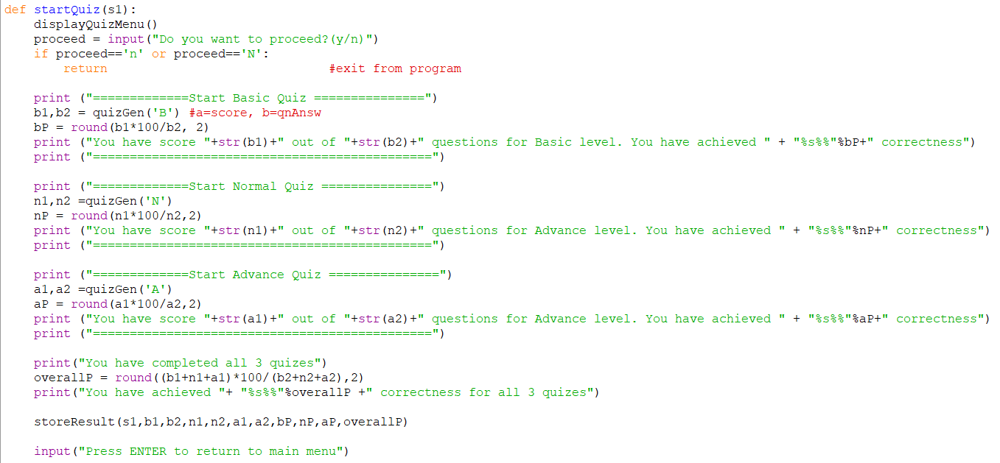 def startQuiz(s1):
    displayQuizMenu()
    proceed = input("Do you want to proceed?(y/n)")
    if proceed=='n' or proceed=='N':
        return                              #exit from program

    print ("=============Start Basic Quiz ===============")
    b1,b2 = quizGen('B') #a=score, b=qnAnsw
    bP = round(b1*100/b2, 2)
    print ("You have score "+str(b1)+" out of "+str(b2)+" questions for Basic level. You have achieved " + "%s%%"%bP+" correctness")
    print ("==============================================")

    print ("=============Start Normal Quiz ===============")
    n1,n2 =quizGen('N')
    nP = round(n1*100/n2,2)
    print ("You have score "+str(n1)+" out of "+str(n2)+" questions for Advance level. You have achieved " + "%s%%"%nP+" correctness")
    print ("==============================================")

    print ("=============Start Advance Quiz ===============")
    a1,a2 =quizGen('A')
    aP = round(a1*100/a2,2)
    print ("You have score "+str(a1)+" out of "+str(a2)+" questions for Advance level. You have achieved " + "%s%%"%aP+" correctness")
    print ("==============================================")

    print("You have completed all 3 quizes")
    overallP = round((b1+n1+a1)*100/(b2+n2+a2),2)
    print("You have achieved "+ "%s%%"%overallP +" correctness for all 3 quizes")

    storeResult(s1,b1,b2,n1,n2,a1,a2,bP,nP,aP,overallP)

    input("Press ENTER to return to main menu")